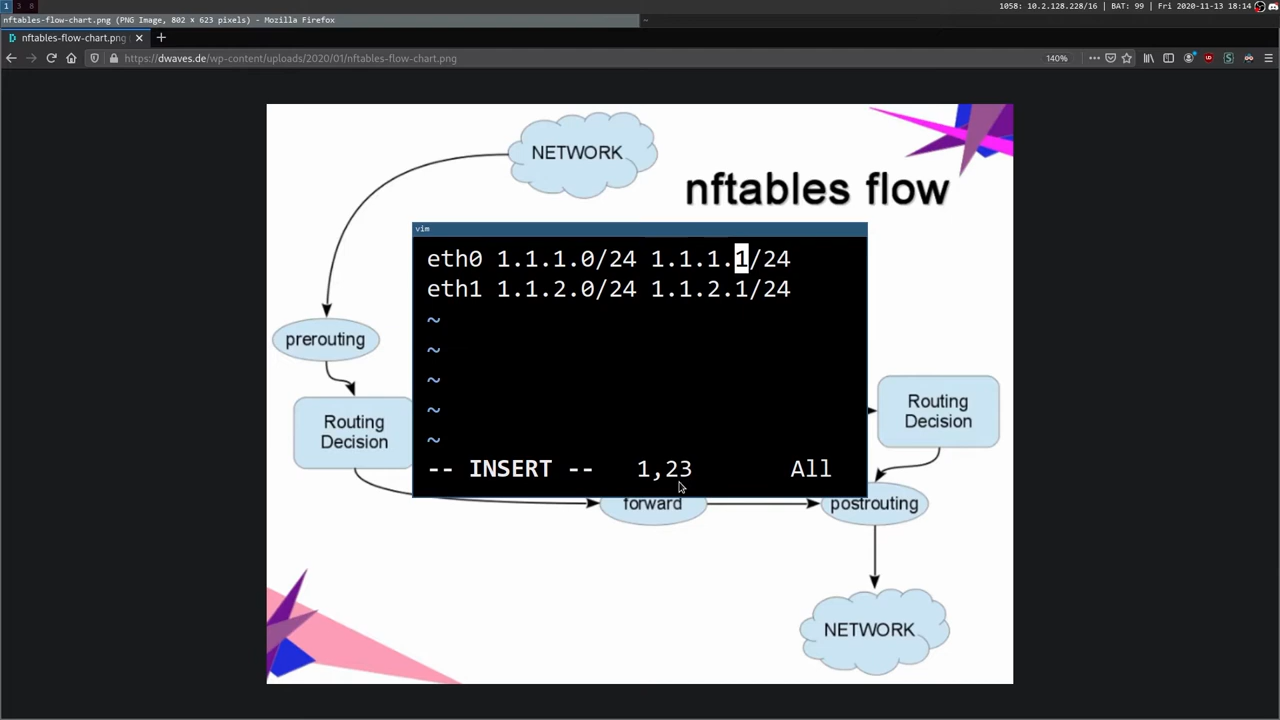 1 3 8
1058: 10.2.128.228/16 | BAT: 99 | Fri 2020-11-13 18:14
nftables-flow-chart.png (PNG Image, 802 × 623 pixels) - Mozilla Firefox
nftables-flow-chart.png
https://dwaves.de/wp-content/uploads/2020/01/nftables-flow-chart.png
140%
NETWORK
nftables flow
vim
eth0 1.1.1.0/24 1.1.1.1/24
eth1 1.1.2.0/24 1.1.2.1/24
~
~
~
~
~
-- INSERT -- 1,23 All
prerouting
Routing
Decision
Routing
Decision
forward
postrouting
NETWORK